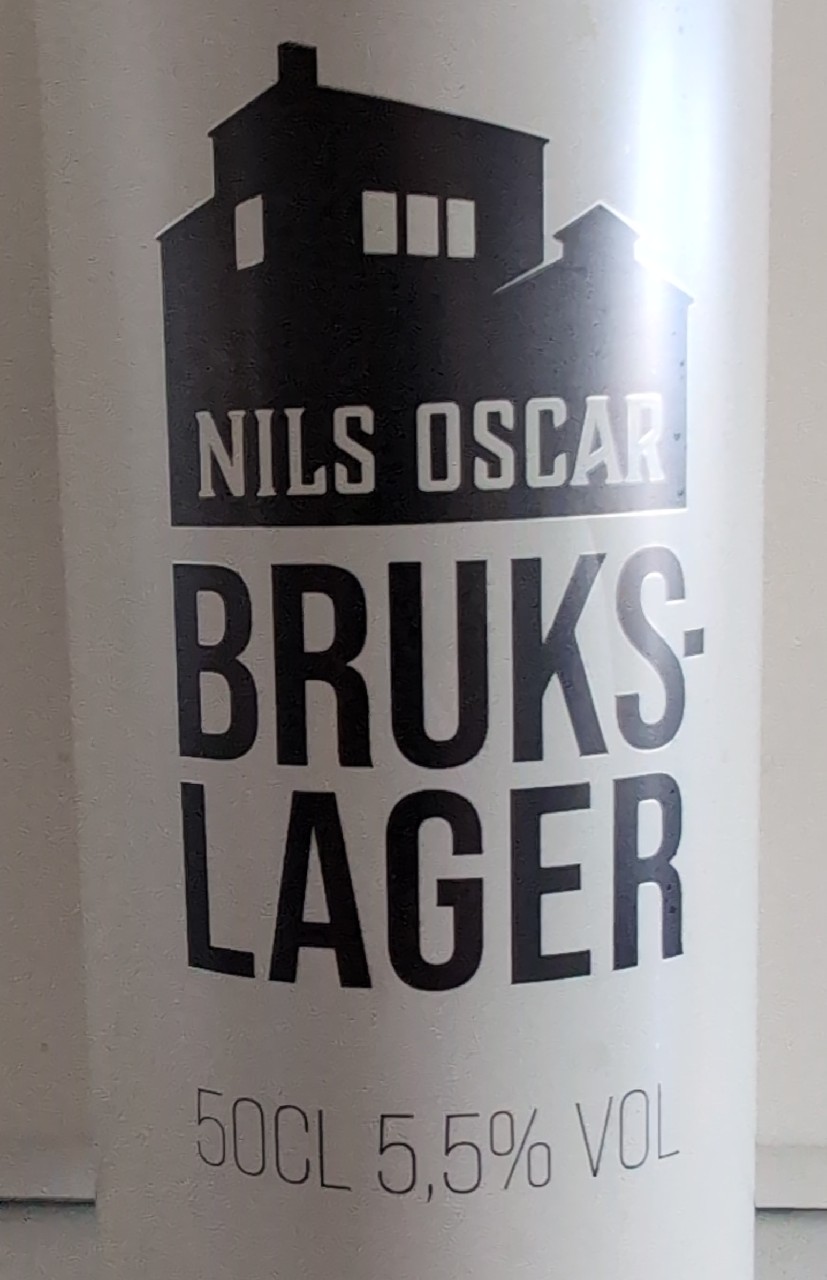 NILS OSCAR
BRUKS-
LAGER
50CL 5,5% VOL